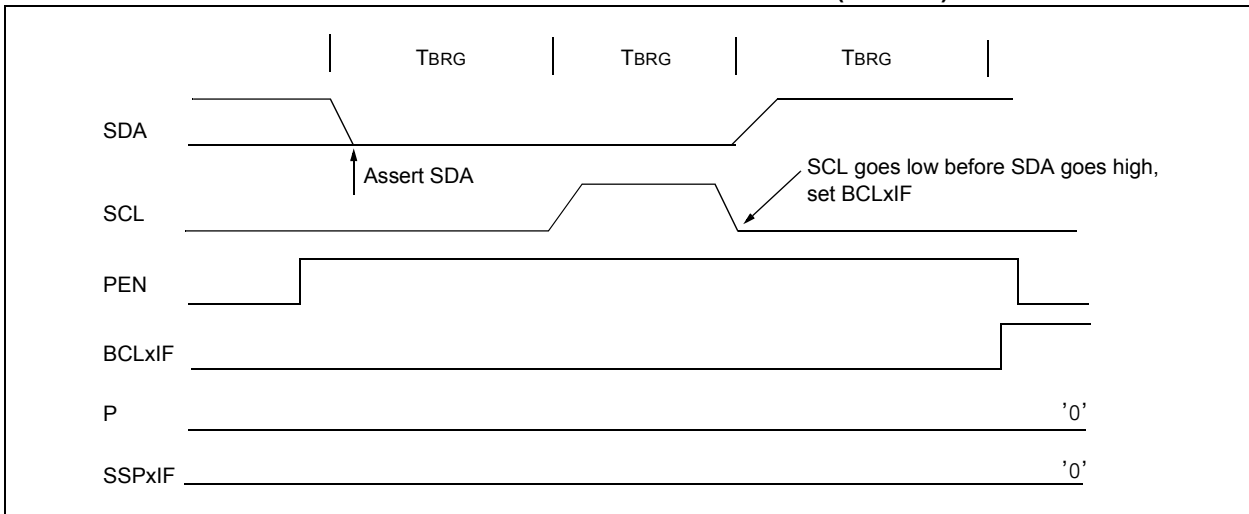 TBRG TBRG TBRG
SDA
Assert SDA
SCL goes low before SDA goes high,
set BCLxIF
SCL
PEN
BCLxIF
P '0'
SSPxIF '0'